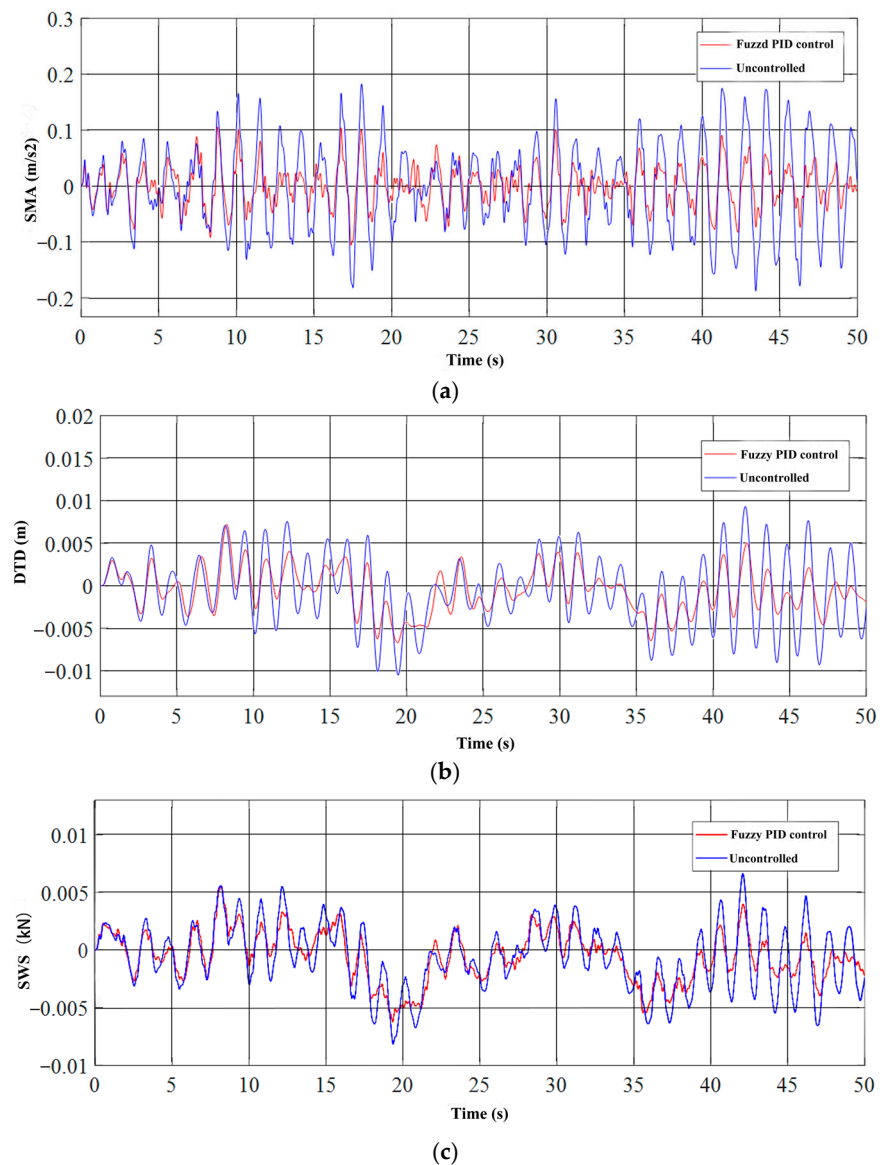 0.3
0.2
0.1
0
−0.1
−0.2
SMA (m/s2)
Fuzzd PID control
Uncontrolled
0 5 10 15 20 25 30 35 40 45 50
Time (s)
(a)
0.02
0.015
0.01
0.005
0
−0.005
−0.01
DTD (m)
Fuzzy PID control
Uncontrolled
0 5 10 15 20 25 30 35 40 45 50
Time (s)
(b)
0.01
0.005
0
−0.005
−0.01
SWS (kN)
Fuzzy PID control
Uncontrolled
0 5 10 15 20 25 30 35 40 45 50
Time (s)
(c)